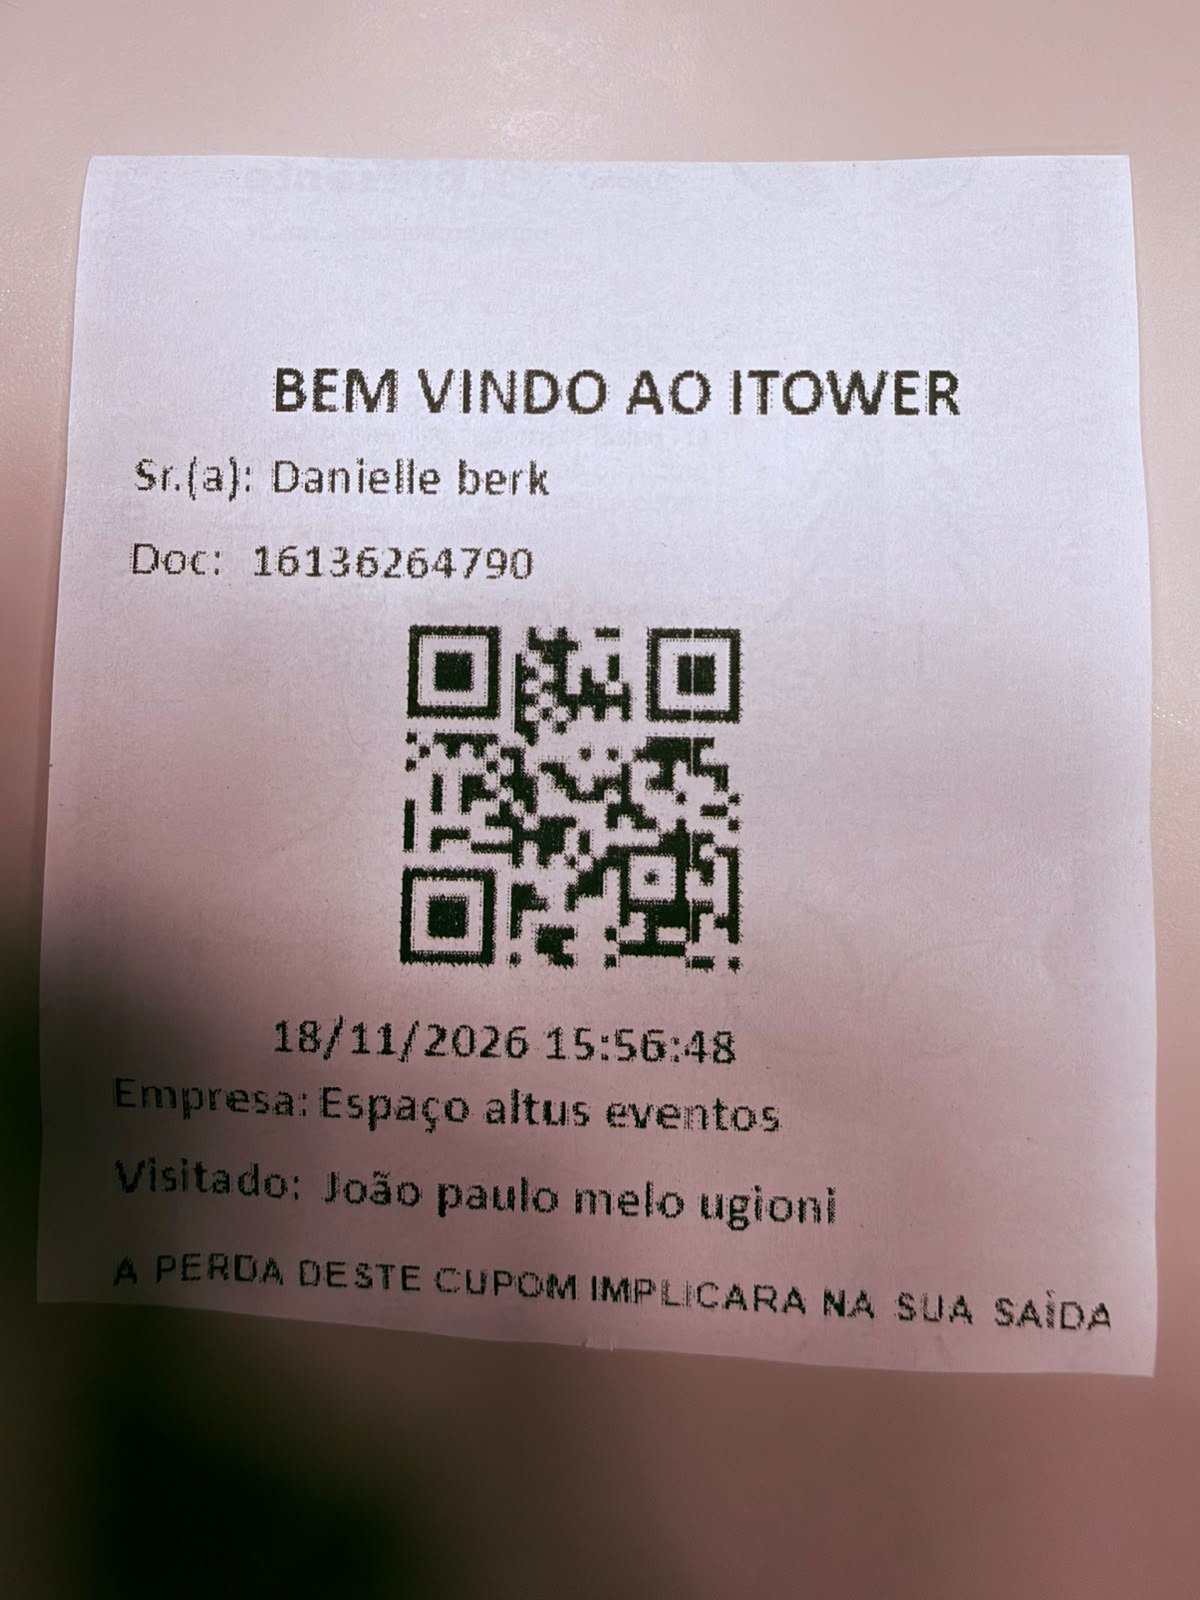 BEM VINDO AO ITOWER
Sr.(a): Danielle berk
Doc: 16136264790
18/11/2026 15:56:48
Empresa: Espaço altus eventos
Visitado: João paulo melo ugioni
A PERDA DESTE CUPOM IMPLICARA NA SUA SAÍDA